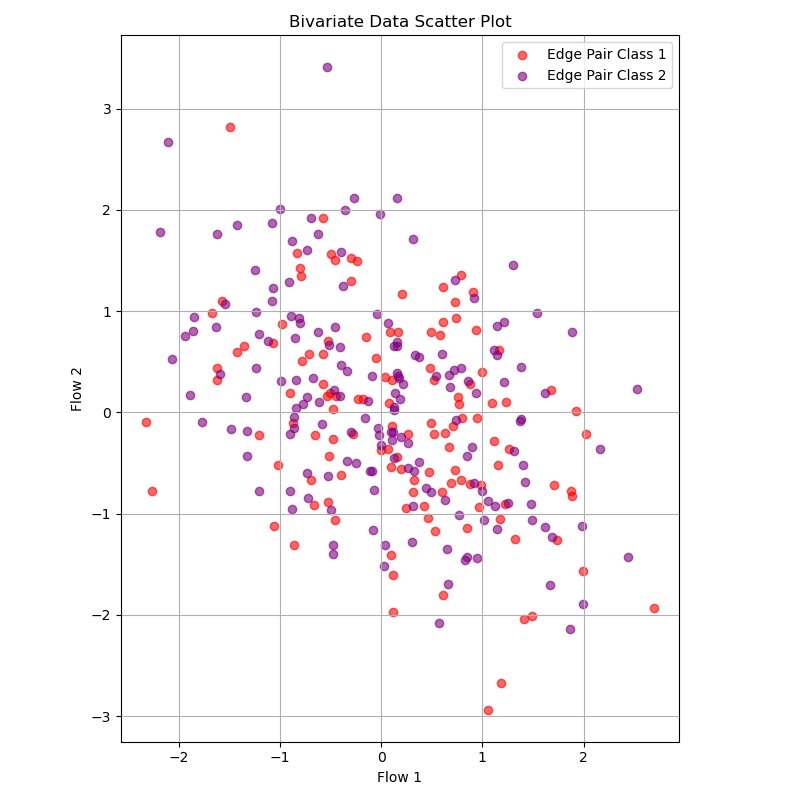 Bivariate Data Scatter Plot
Edge Pair Class 1
Edge Pair Class 2
3
2
1
0
−1
−2
−3
Flow 2
−2
−1
0
1
2
Flow 1